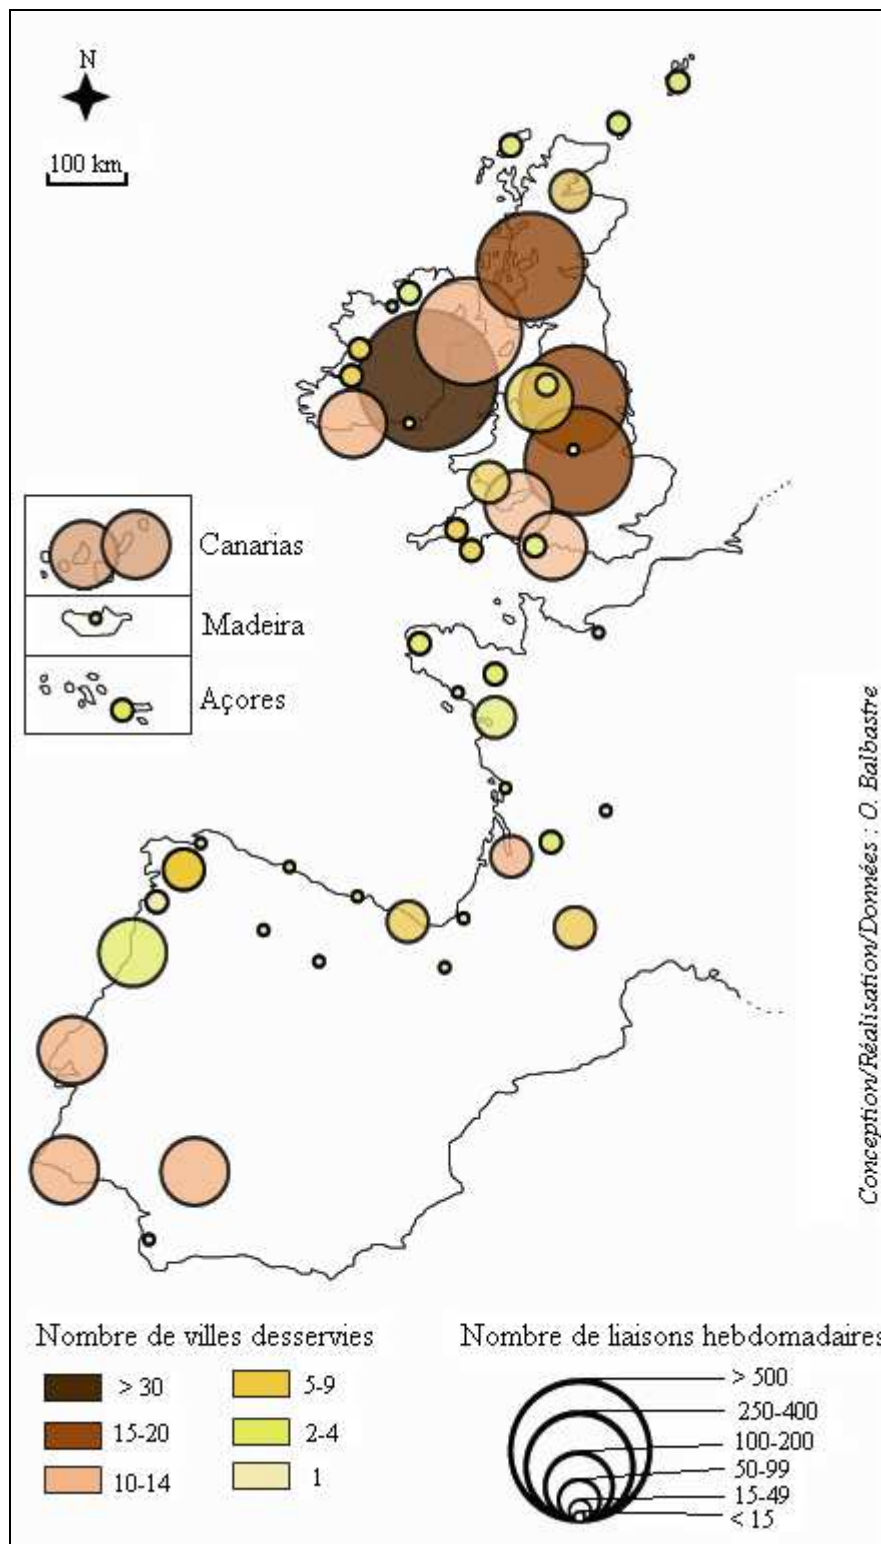 N
100 km
Canarias
Madeira
Açores
Conception/Réalisation/Données : O. Balbastre
Nombre de villes desservies
> 30
15-20
10-14
5-9
2-4
1
Nombre de liaisons hebdomadaires
> 500
250-400
100-200
50-99
15-49
< 15